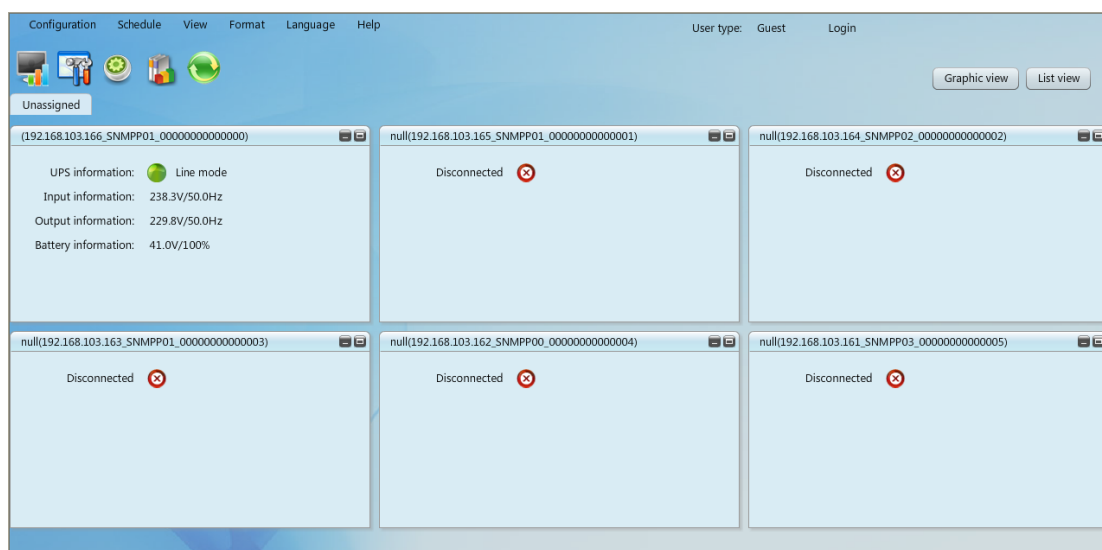 Configuration Schedule View Format Language Help User type: Guest Login
Graphic view List view
Unassigned
(192.168.103.166_SNMPP01_00000000000000)
UPS information: Line mode
Input information: 238.3V/50.0Hz
Output information: 229.8V/50.0Hz
Battery information: 41.0V/100%
null(192.168.103.165_SNMPP01_00000000000001)
Disconnected
null(192.168.103.164_SNMPP02_00000000000002)
Disconnected
null(192.168.103.163_SNMPP01_00000000000003)
Disconnected
null(192.168.103.162_SNMPP00_00000000000004)
Disconnected
null(192.168.103.161_SNMPP03_00000000000005)
Disconnected